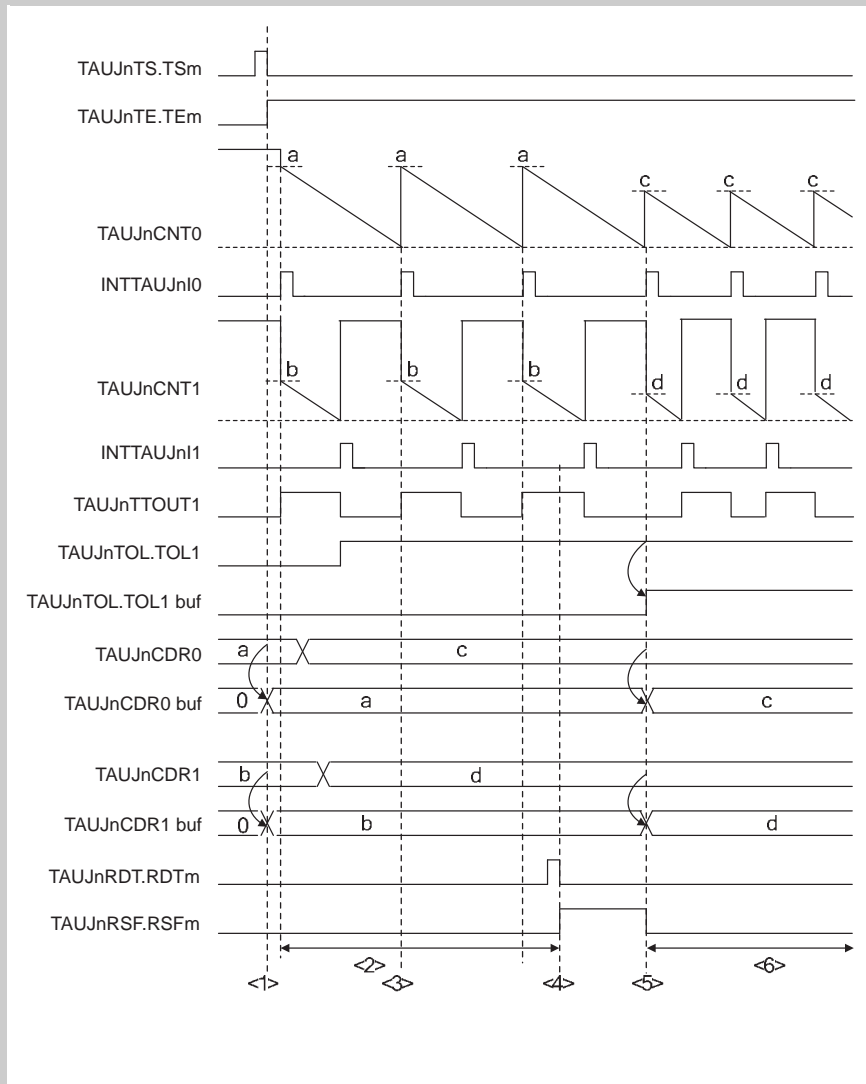 TAUJnTS.TSm
TAUJnTE.TEm
a a a
c c c
TAUJnCNT0
INTTAUJnI0
b b b
d d d
TAUJnCNT1
INTTAUJnI1
TAUJnTTOUT1
TAUJnTOL.TOL1
TAUJnTOL.TOL1 buf
TAUJnCDR0 a c
TAUJnCDR0 buf 0 a c
TAUJnCDR1 b d
TAUJnCDR1 buf 0 b d
TAUJnRDT.RDTm
TAUJnRSF.RSFm
<2> <6>
<1> <3> <4> <5>